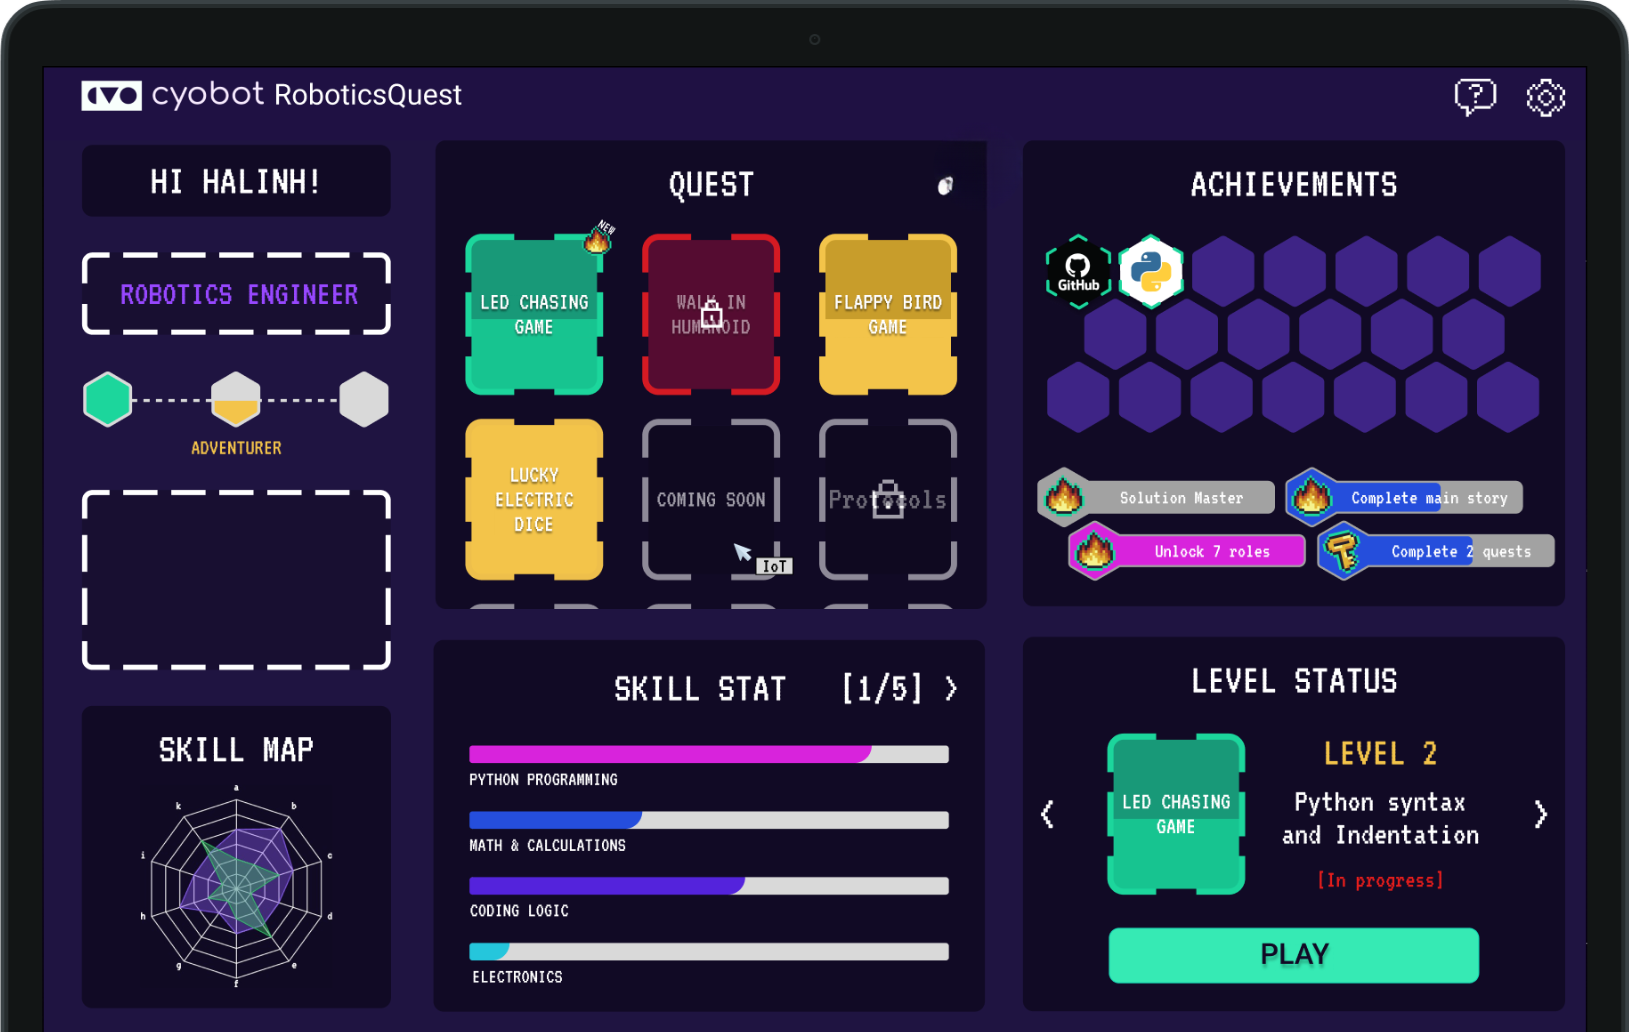 cyobot RoboticsQuest
HI HALINH!
ROBOTICS ENGINEER
ADVENTURER
SKILL MAP
a
b
c
d
e
f
g
h
i
k
QUEST
NEW
LED CHASING
GAME
WALK IN
HUMANOID
FLAPPY BIRD
GAME
LUCKY
ELECTRIC
DICE
COMING SOON
IoT
Protocols
SKILL STAT [1/5]
PYTHON PROGRAMMING
MATH & CALCULATIONS
CODING LOGIC
ELECTRONICS
ACHIEVEMENTS
GitHub
Solution Master
Complete main story
Unlock 7 roles
Complete 2 quests
LEVEL STATUS
LED CHASING
GAME
LEVEL 2
Python syntax
and Indentation
[In progress]
PLAY